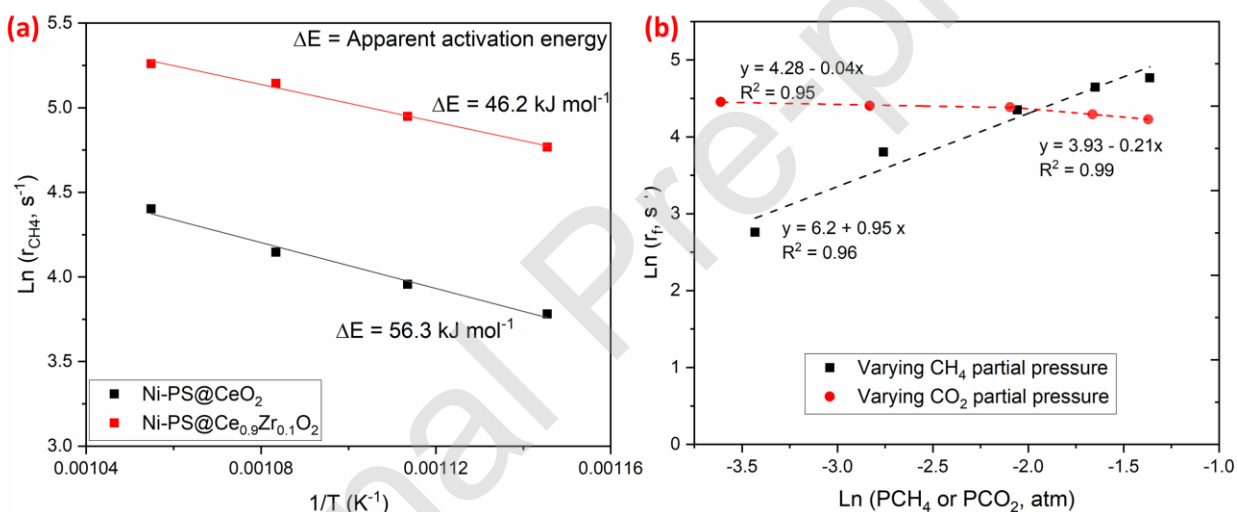 (a)
5.5
5.0
4.5
4.0
3.5
3.0
Ln (rCH4, s-1)
ΔE = Apparent activation energy
ΔE = 46.2 kJ mol-1
ΔE = 56.3 kJ mol-1
Ni-PS@CeO2
Ni-PS@Ce0.9Zr0.1O2
0.00104
0.00108
0.00112
0.00116
1/T (K-1)
(b)
5
4
3
2
1
0
Ln (rf, s
y = 4.28 - 0.04x
R2 = 0.95
y = 3.93 - 0.21x
R2 = 0.99
y = 6.2 + 0.95 x
R2 = 0.96
Varying CH4 partial pressure
Varying CO2 partial pressure
-3.5
-3.0
-2.5
-2.0
-1.5
-1.0
Ln (PCH4 or PCO2, atm)
nal Pre-p